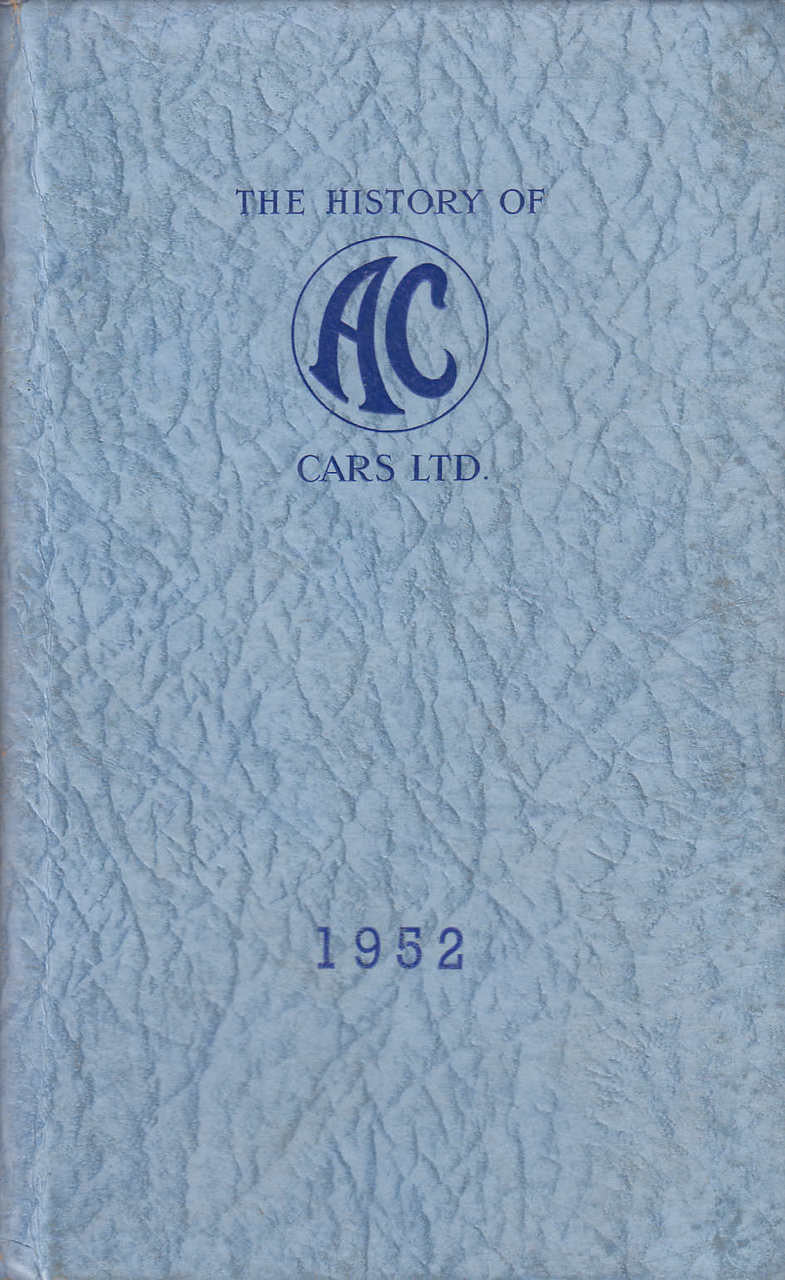 THE HISTORY OF
AC
CARS LTD.
1952